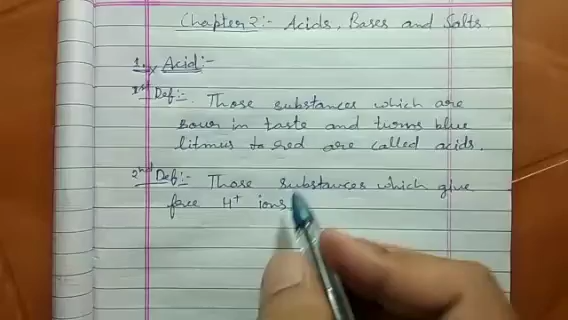 Chapter 2:- Acids, Bases and Salts.
1. Acid:-
1st Def:- Those substances which are
sour in taste and turns blue
litmus to red are called acids.
2nd Def:- Those substances which give
free H+ ions